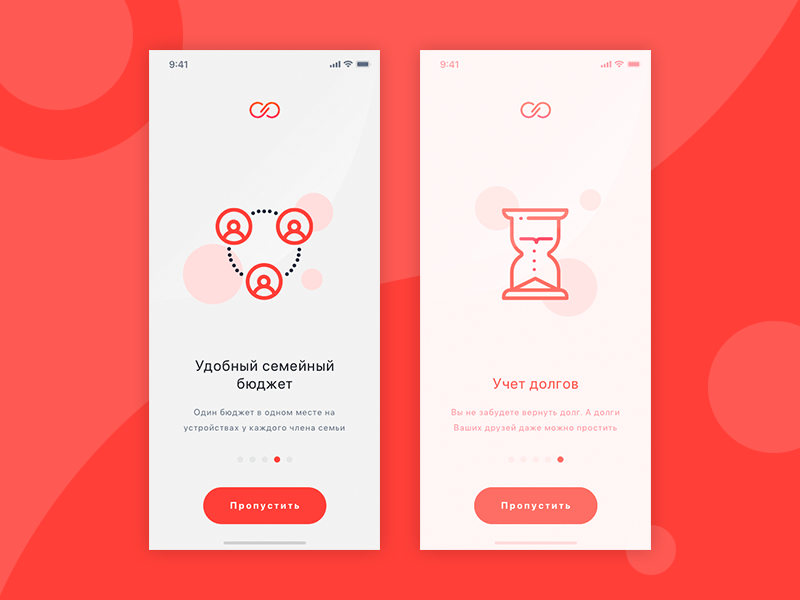 9:41
Удобный семейный
бюджет
Один бюджет в одном месте на
устройствах у каждого члена семьи
Пропустить
9:41
Учет долгов
Вы не забудете вернуть долг. А долги
Ваших друзей даже можно простить
Пропустить